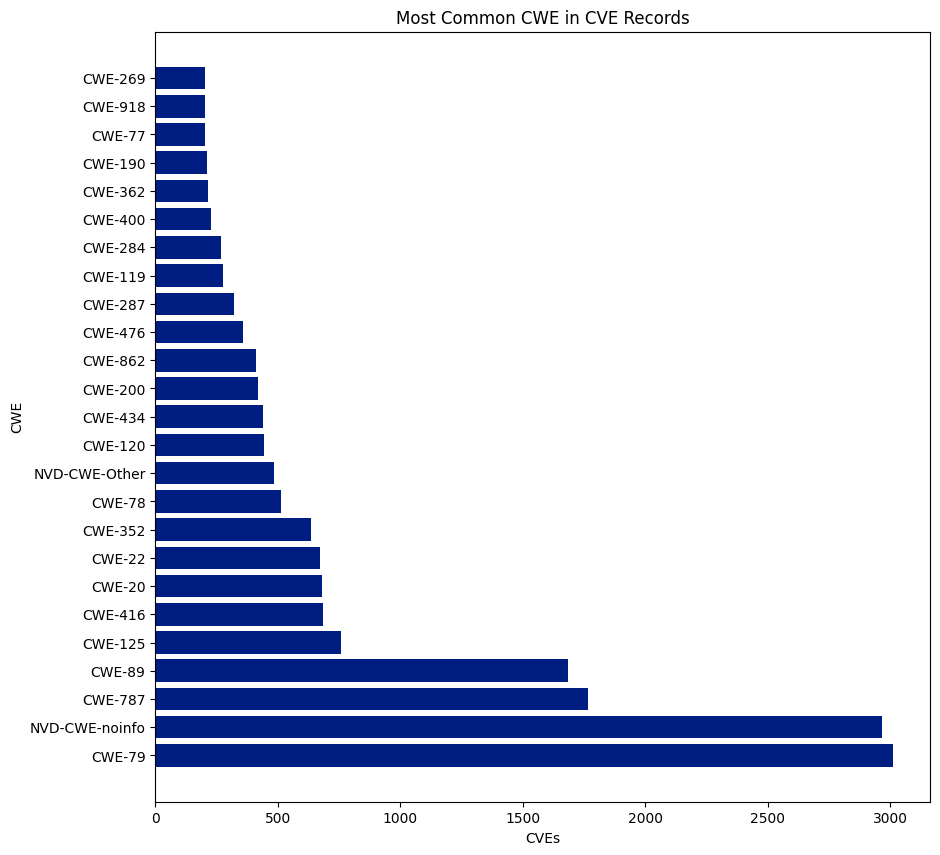 Most Common CWE in CVE Records
CWE-269
CWE-918
CWE-77
CWE-190
CWE-362
CWE-400
CWE-284
CWE-119
CWE-287
CWE-476
CWE-862
CWE-200
CWE-434
CWE-120
NVD-CWE-Other
CWE-78
CWE-352
CWE-22
CWE-20
CWE-416
CWE-125
CWE-89
CWE-787
NVD-CWE-noinfo
CWE-79
CWE
0 500 1000 1500 2000 2500 3000
CVEs